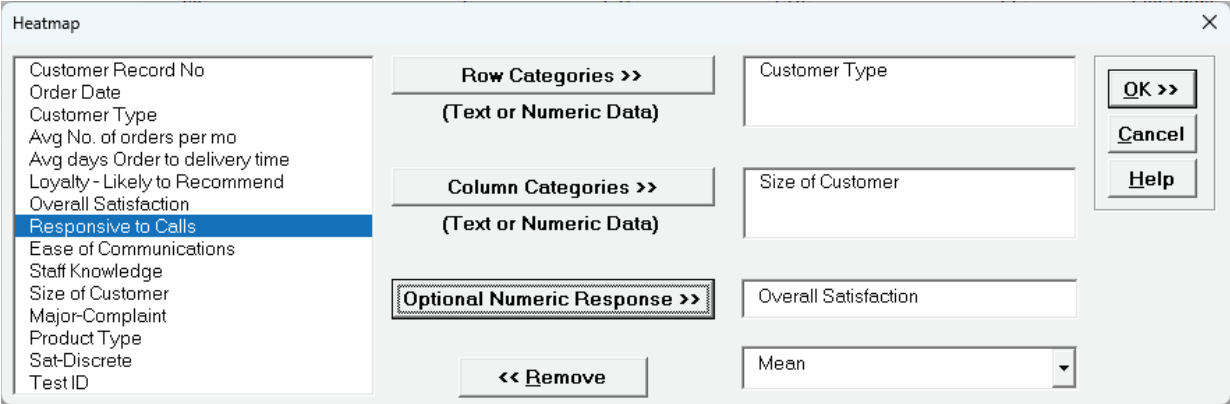 Heatmap
Customer Record No
Order Date
Customer Type
Avg No. of orders per mo
Avg days Order to delivery time
Loyalty - Likely to Recommend
Overall Satisfaction
Responsive to Calls
Ease of Communications
Staff Knowledge
Size of Customer
Major-Complaint
Product Type
Sat-Discrete
Test ID
Row Categories >>
(Text or Numeric Data)
Column Categories >>
(Text or Numeric Data)
Optional Numeric Response >>
<< Remove
Customer Type
Size of Customer
Overall Satisfaction
Mean
OK >>
Cancel
Help